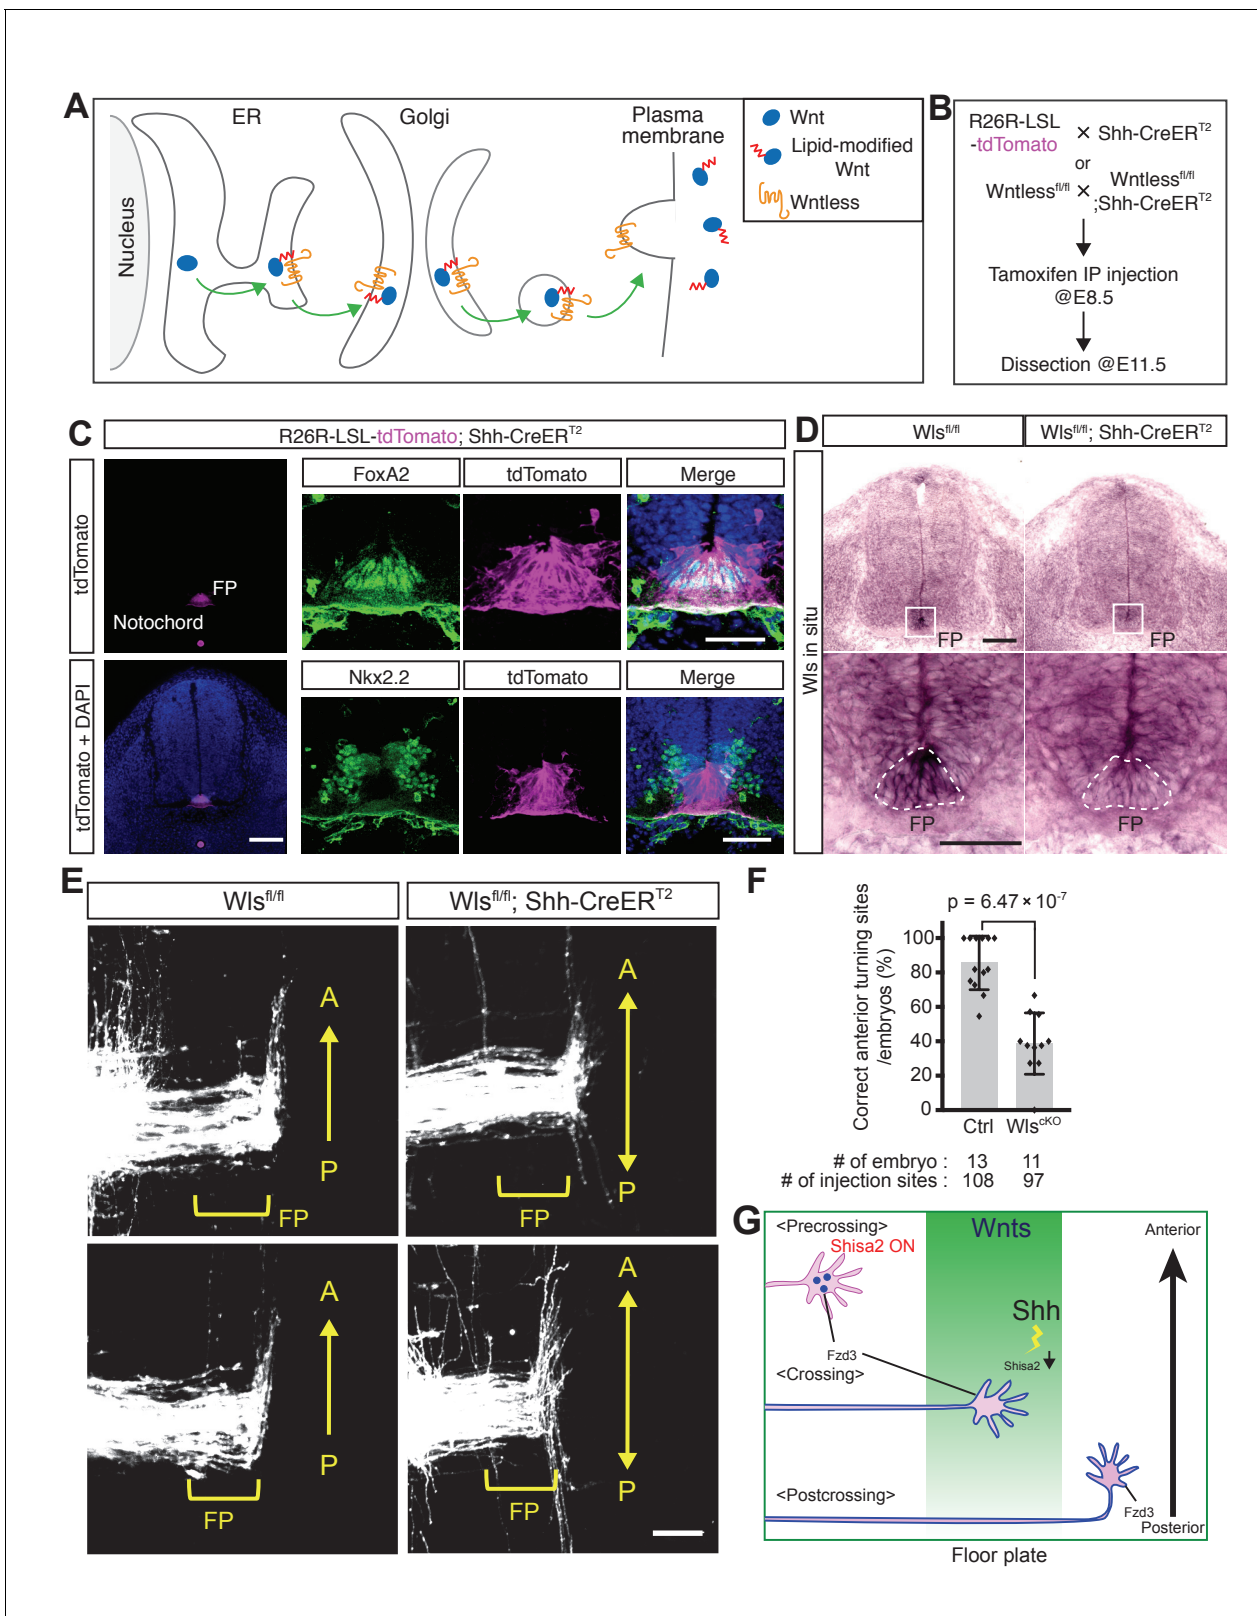 A
Nucleus
ER
Golgi
Plasma
membrane
Wnt
Lipid-modified
Wnt
Wntless
B
R26R-LSL
-tdTomato × Shh-CreERT2
or
Wntlessfl/fl × Wntlessfl/fl
;Shh-CreERT2
Tamoxifen IP injection
@E8.5
Dissection @E11.5
C
R26R-LSL-tdTomato; Shh-CreERT2
tdTomato
FP
Notochord
FoxA2
tdTomato
Merge
tdTomato + DAPI
Nkx2.2
tdTomato
Merge
D
Wlsfl/fl
Wlsfl/fl; Shh-CreERT2
Wls in situ
FP
FP
FP
FP
E
Wlsfl/fl
Wlsfl/fl; Shh-CreERT2
A
P
FP
A
P
FP
A
P
FP
A
P
FP
F
p = 6.47 × 10-7
Correct anterior turning sites
/embryos (%)
100
80
60
40
20
0
Ctrl
WlscKO
# of embryo : 13 11
# of injection sites : 108 97
G
<Precrossing>
Shisa2 ON
Wnts
Anterior
Shh
Shisa2
Fzd3
<Crossing>
<Postcrossing>
Fzd3
Posterior
Floor plate